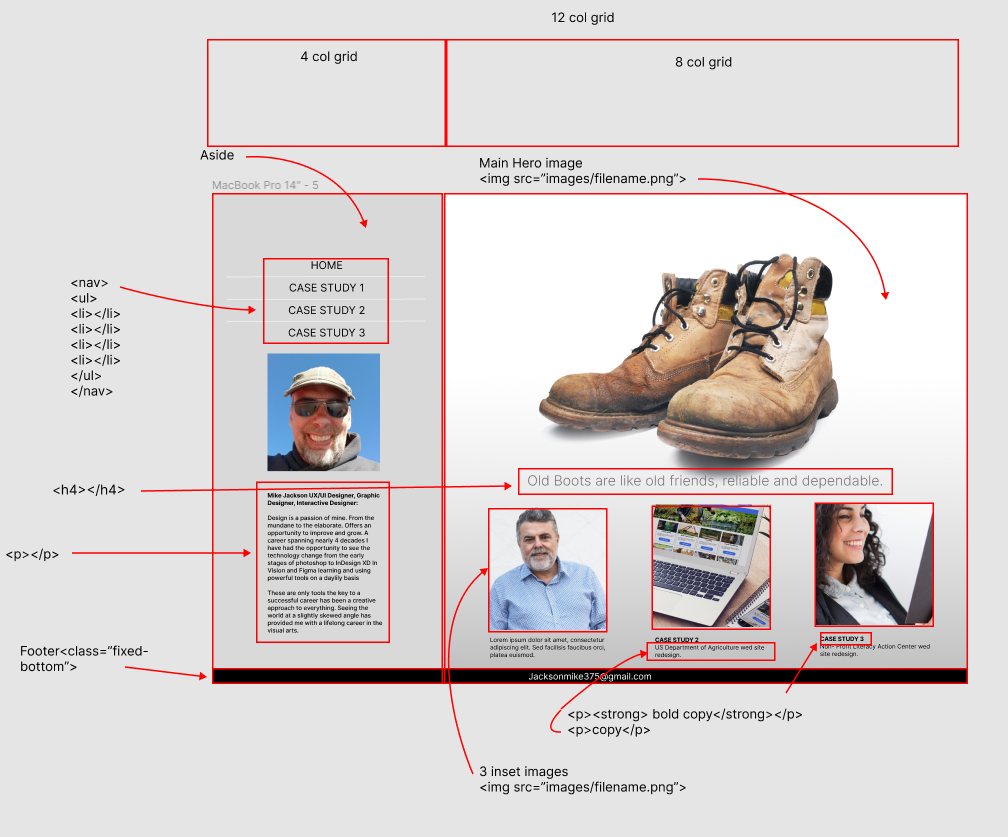 12 col grid
4 col grid
8 col grid
Aside
Main Hero image
<img src=”images/filename.png”>
MacBook Pro 14" - 5
HOME
CASE STUDY 1
CASE STUDY 2
CASE STUDY 3
<nav>
<ul>
<li></li>
<li></li>
<li></li>
<li></li>
</ul>
</nav>
<h4></h4>
Old Boots are like old friends, reliable and dependable.
Mike Jackson UX/UI Designer, Graphic
Designer, Interactive Designer:
Design is a passion of mine. From the
mundane to the elaborate. Offers an
opportunity to improve and grow. A
career spanning nearly 4 decades I
have had the opportunity to see the
technology change from the early
stages of photoshop to InDesign XD In
Vision and Figma learning and using
powerful tools on a daylily basis
These are only tools the key to a
successful career has been a creative
approach to everything. Seeing the
world at a slightly skewed angle has
provided me with a lifelong career in the
visual arts.
<p></p>
Lorem ipsum dolor sit amet, consectetur
adipiscing elit. Sed facilisis faucibus orci,
platea euismod.
CASE STUDY 2
US Department of Agriculture wed site
redesign.
CASE STUDY 3
Non- Profit Literacy Action Center wed
site redesign.
Footer<class=”fixed-
bottom”>
Jacksonmike375@gmail.com
<p><strong> bold copy</strong></p>
<p>copy</p>
3 inset images
<img src=”images/filename.png”>